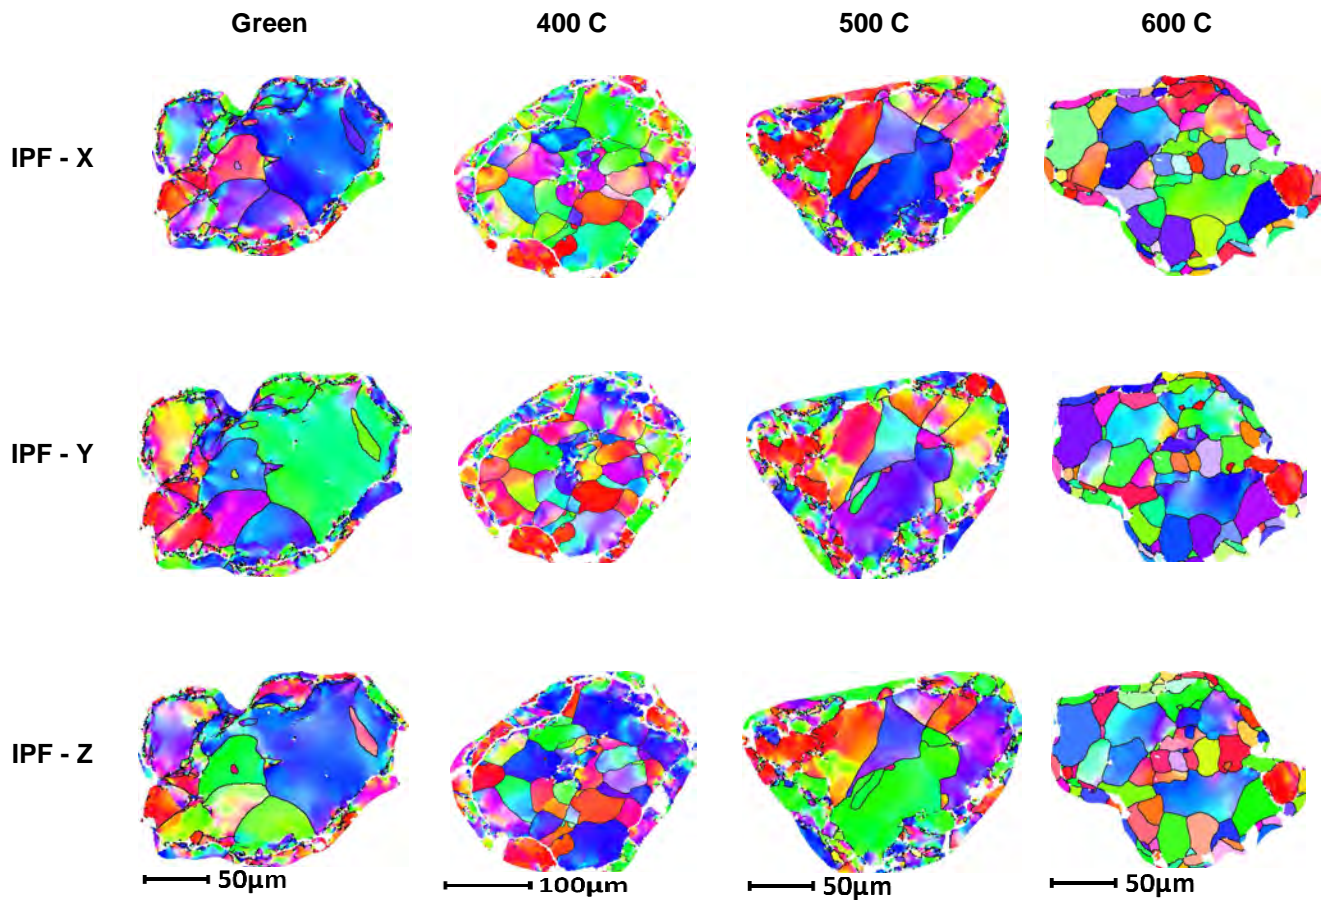 Green 400 C 500 C 600 C
IPF - X
IPF - Y
IPF - Z
50μm 100μm 50μm 50μm